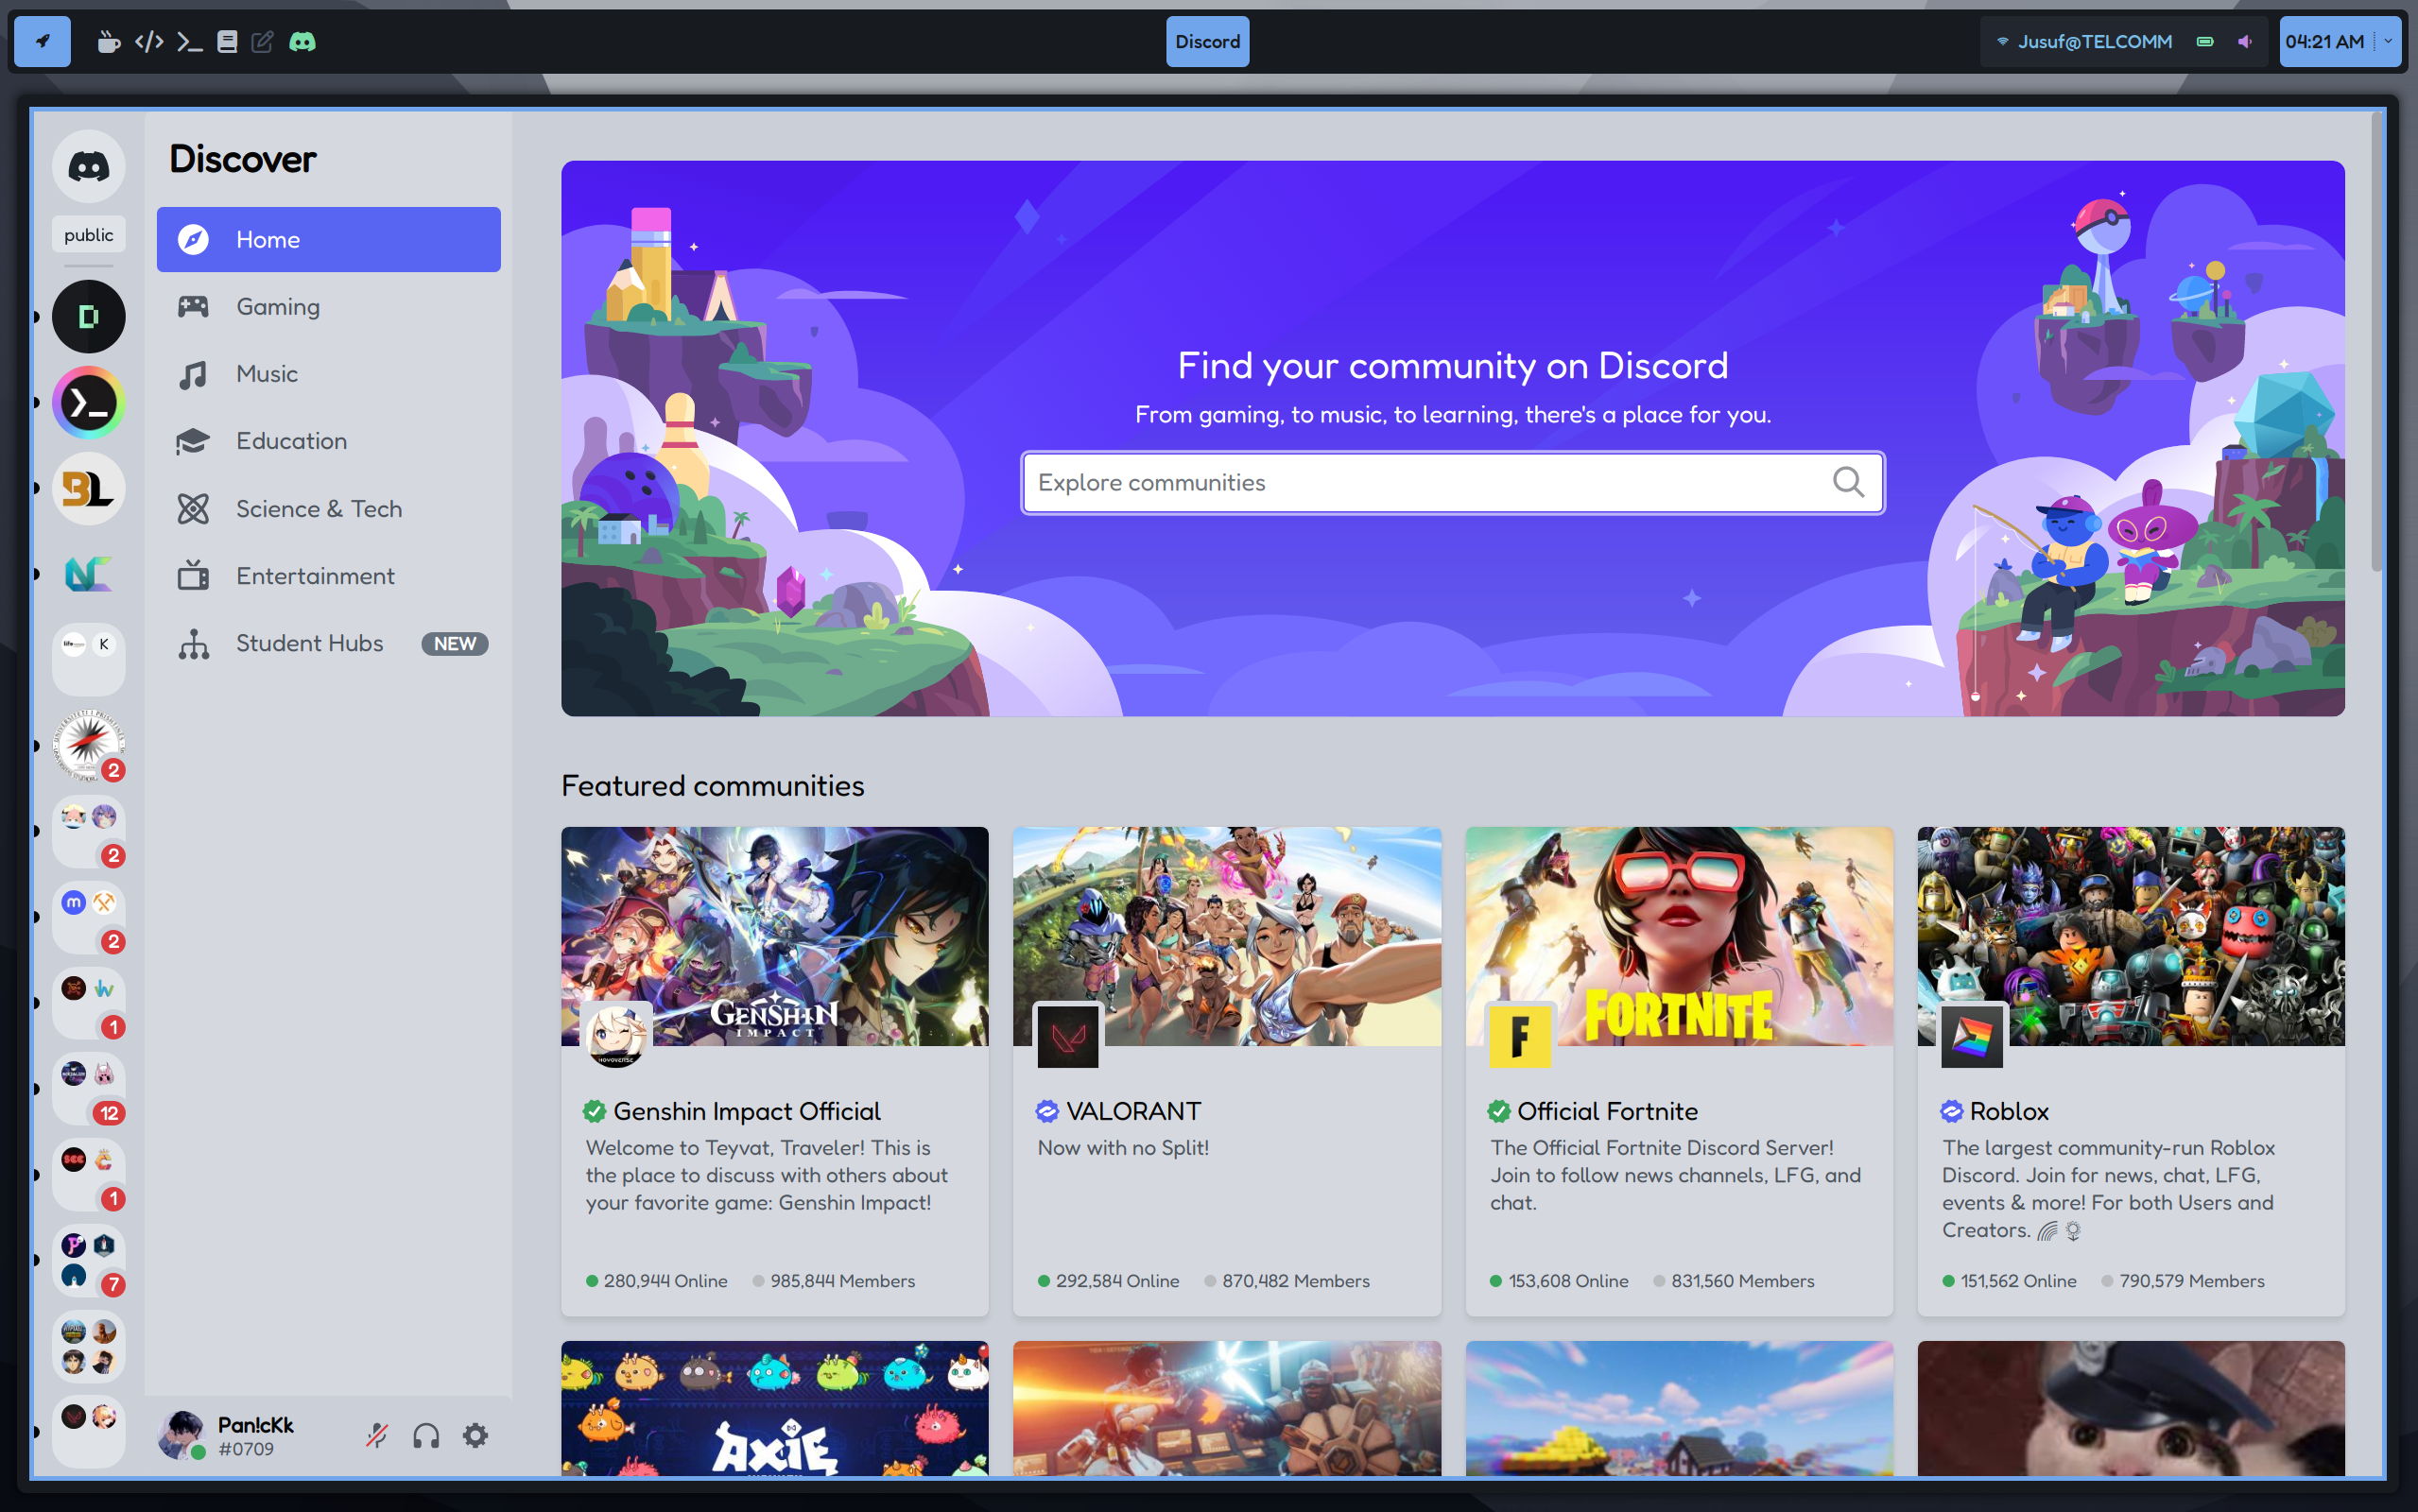 Discord
Jusuf@TELCOMM
04:21 AM
public
Discover
Home
Gaming
Music
Education
Science & Tech
Entertainment
Student Hubs
NEW
D
BL
K
2
2
m
2
1
12
SCC
1
7
Pan!cKk
#0709
Find your community on Discord
From gaming, to music, to learning, there's a place for you.
Explore communities
Featured communities
GENSHIN
IMPACT
HOYOVERSE
Genshin Impact Official
Welcome to Teyvat, Traveler! This is
the place to discuss with others about
your favorite game: Genshin Impact!
280,944 Online
985,844 Members
VALORANT
Now with no Split!
292,584 Online
870,482 Members
FORTNITE
F
Official Fortnite
The Official Fortnite Discord Server!
Join to follow news channels, LFG, and
chat.
153,608 Online
831,560 Members
Roblox
The largest community-run Roblox
Discord. Join for news, chat, LFG,
events & more! For both Users and
Creators.
151,562 Online
790,579 Members
AXIE